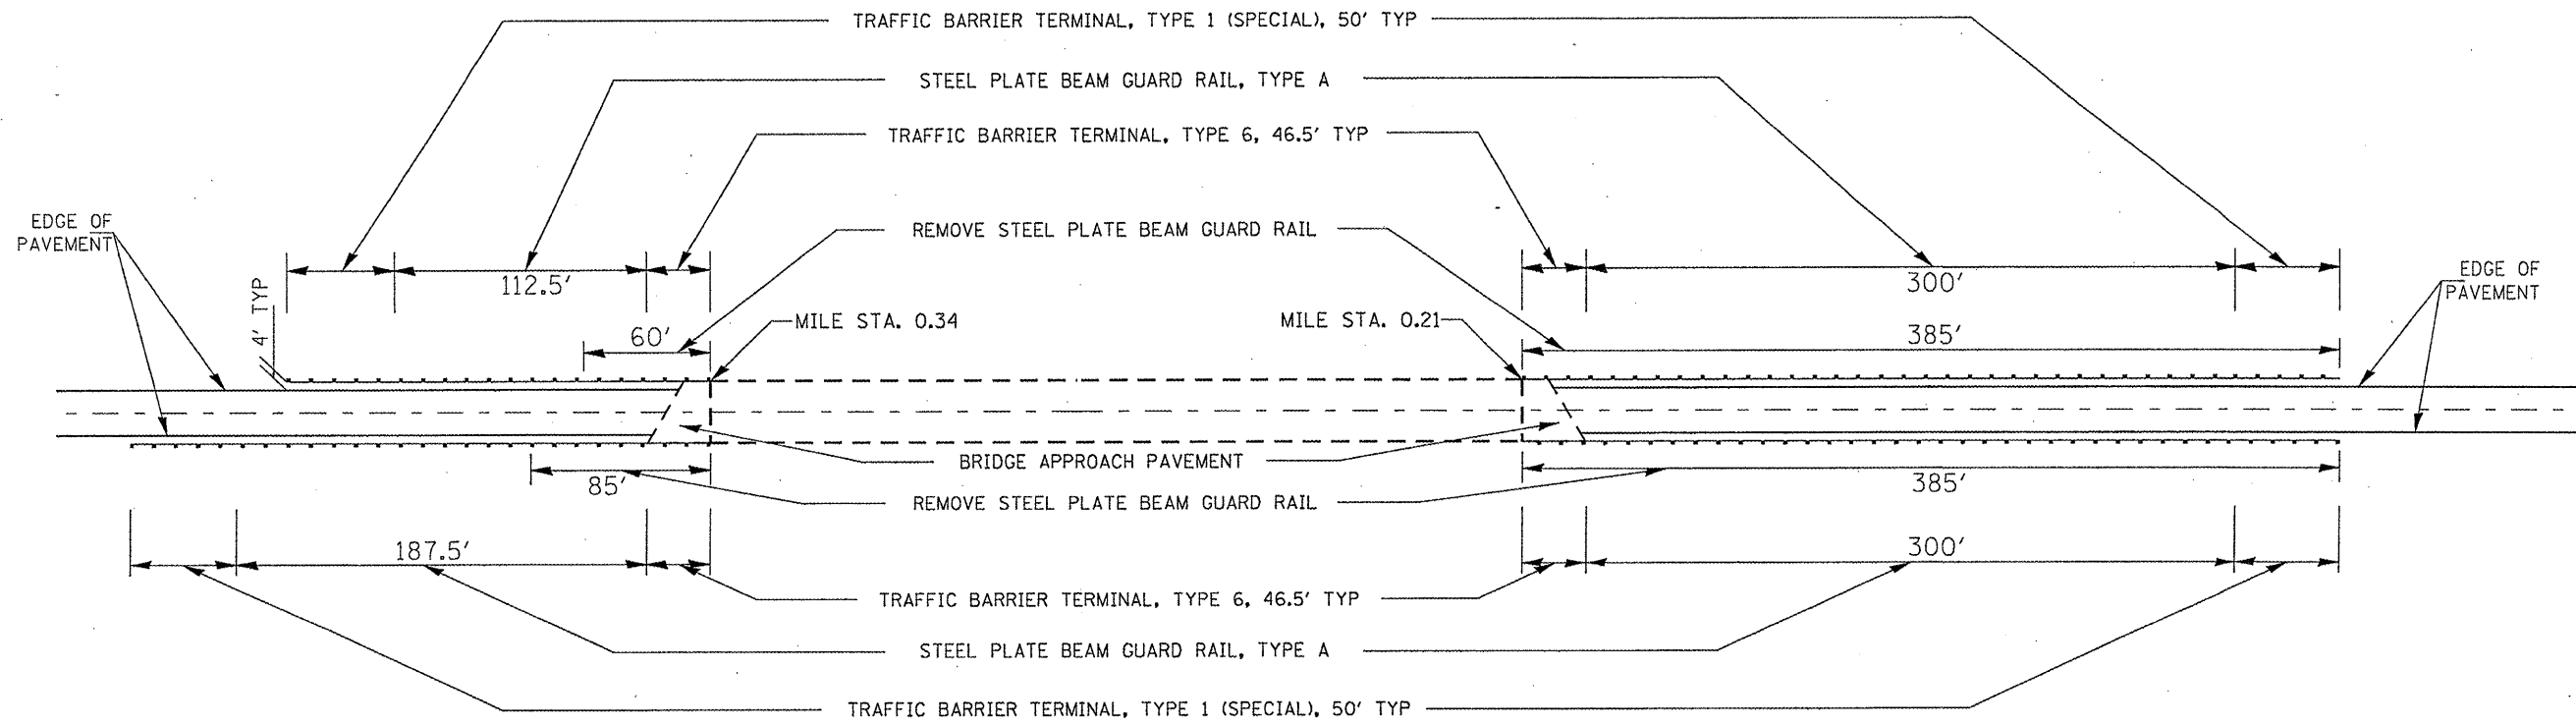 TRAFFIC BARRIER TERMINAL, TYPE 1 (SPECIAL), 50' TYP
STEEL PLATE BEAM GUARD RAIL, TYPE A
TRAFFIC BARRIER TERMINAL, TYPE 6, 46.5' TYP
EDGE OF
PAVEMENT
REMOVE STEEL PLATE BEAM GUARD RAIL
112.5'
300'
EDGE OF
PAVEMENT
4' TYP
60'
MILE STA. 0.34
MILE STA. 0.21
385'
BRIDGE APPROACH PAVEMENT
85'
385'
REMOVE STEEL PLATE BEAM GUARD RAIL
187.5'
300'
TRAFFIC BARRIER TERMINAL, TYPE 6, 46.5' TYP
STEEL PLATE BEAM GUARD RAIL, TYPE A
TRAFFIC BARRIER TERMINAL, TYPE 1 (SPECIAL), 50' TYP